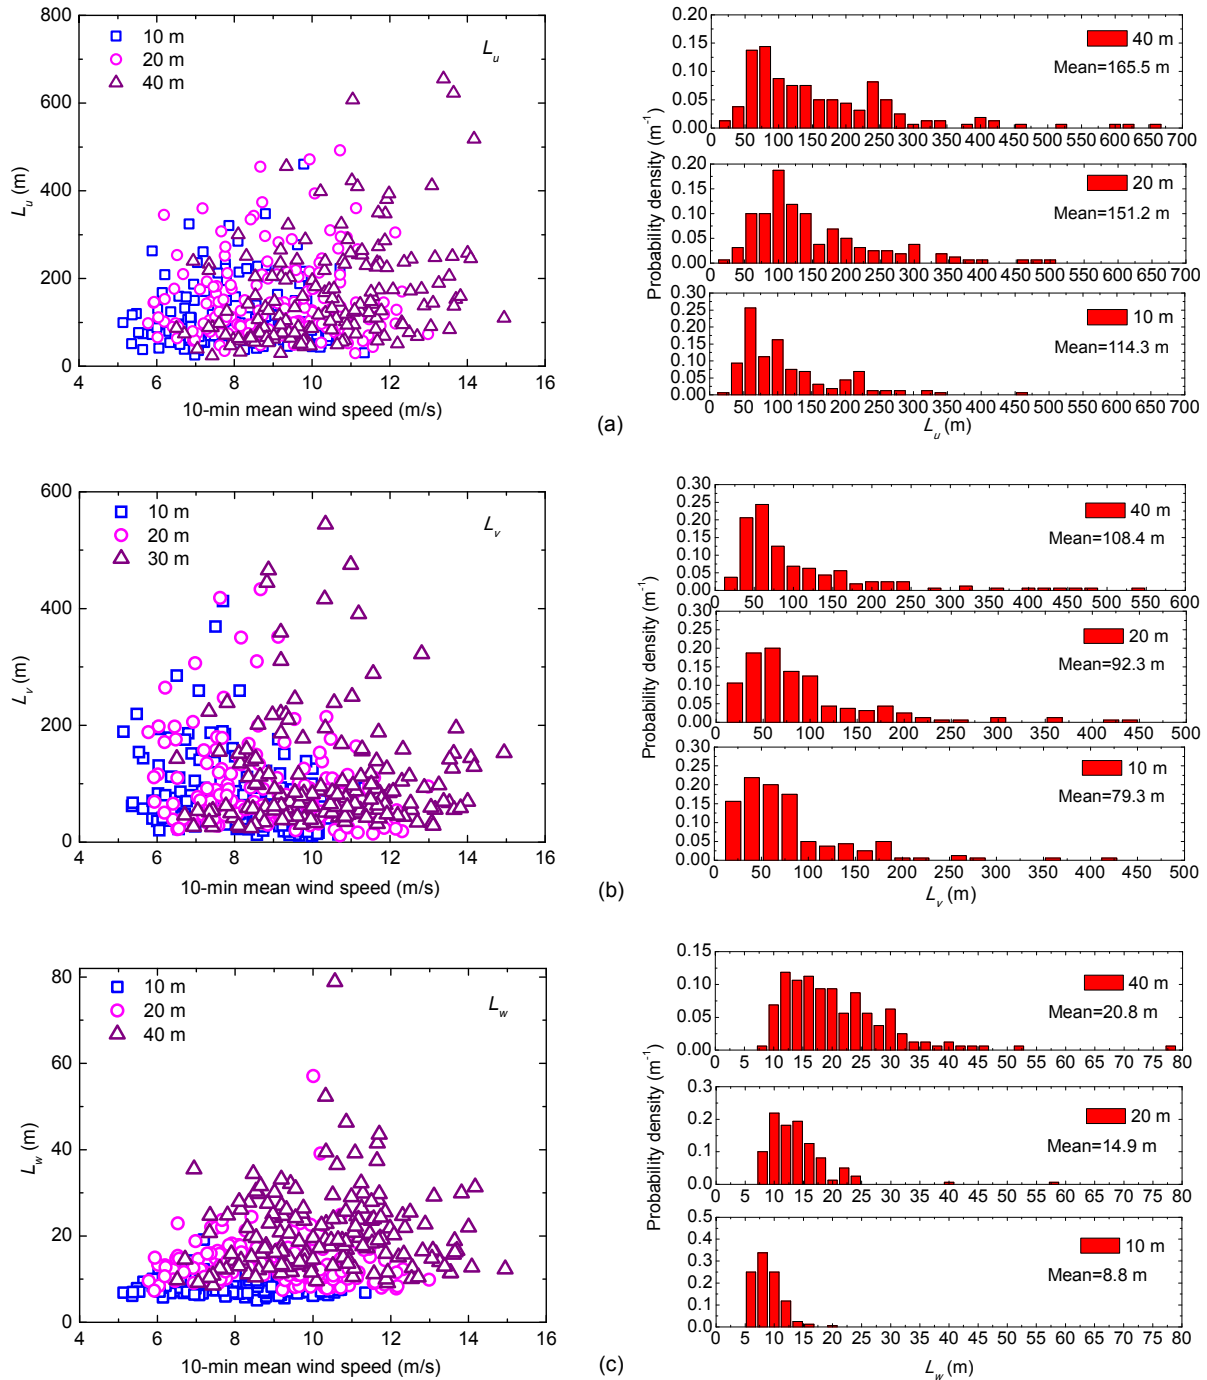 800
600
400
200
0
L_u (m)
10 m
20 m
40 m
L_u
4 6 8 10 12 14 16
10-min mean wind speed (m/s)
Probability density (m⁻¹)
0.20
0.15
0.10
0.05
0.00
40 m
Mean=165.5 m
0 50 100 150 200 250 300 350 400 450 500 550 600 650 700
0.20
0.15
0.10
0.05
0.00
20 m
Mean=151.2 m
0 50 100 150 200 250 300 350 400 450 500 550 600 650 700
0.30
0.25
0.20
0.15
0.10
0.05
0.00
10 m
Mean=114.3 m
0 50 100 150 200 250 300 350 400 450 500 550 600 650 700
L_u (m)
(a)
600
400
200
0
L_v (m)
10 m
20 m
30 m
L_v
4 6 8 10 12 14 16
10-min mean wind speed (m/s)
Probability density (m⁻¹)
0.30
0.25
0.20
0.15
0.10
0.05
0.00
40 m
Mean=108.4 m
0 50 100 150 200 250 300 350 400 450 500 550 600
0.30
0.20
0.10
0.00
20 m
Mean=92.3 m
0 50 100 150 200 250 300 350 400 450 500
0.30
0.25
0.20
0.15
0.10
0.05
0.00
10 m
Mean=79.3 m
0 50 100 150 200 250 300 350 400 450 500
L_v (m)
(b)
80
60
40
20
0
L_w (m)
10 m
20 m
40 m
L_w
4 6 8 10 12 14 16
10-min mean wind speed (m/s)
Probability density (m⁻¹)
0.15
0.10
0.05
0.00
40 m
Mean=20.8 m
0 5 10 15 20 25 30 35 40 45 50 55 60 65 70 75 80
0.3
0.2
0.1
0.0
20 m
Mean=14.9 m
0 5 10 15 20 25 30 35 40 45 50 55 60 65 70 75 80
0.5
0.4
0.3
0.2
0.1
0.0
10 m
Mean=8.8 m
0 5 10 15 20 25 30 35 40 45 50 55 60 65 70 75 80
L_w (m)
(c)